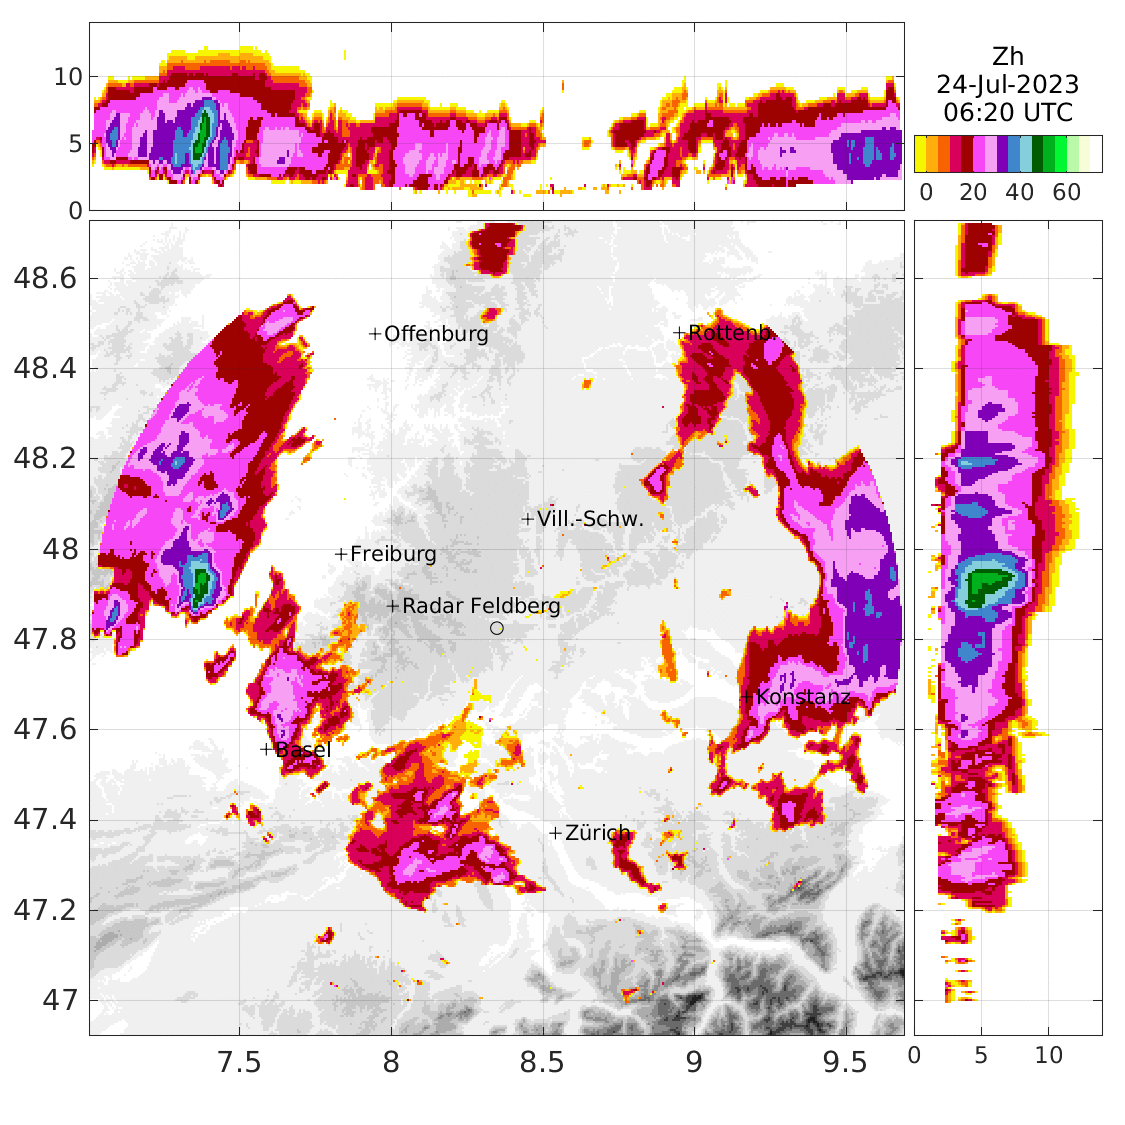 10
5
0
Zh
24-Jul-2023
06:20 UTC
0 20 40 60
48.6
48.4
48.2
48
47.8
47.6
47.4
47.2
47
Offenburg
Rottenb.
Vill.-Schw.
Freiburg
Radar Feldberg
Konstanz
Basel
Zürich
7.5 8 8.5 9 9.5
0 5 10